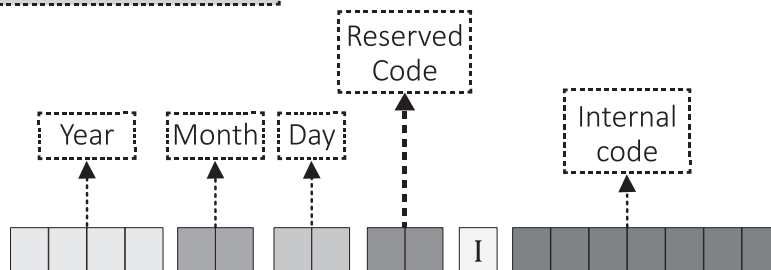 Reserved
Code
Year
Month
Day
Internal
code
I